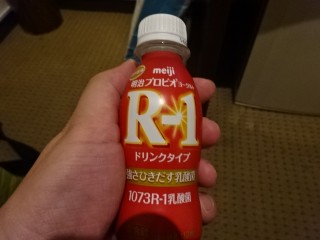 meiji
明治プロビオヨーグルト
R-1
ドリンクタイプ
強さひきだす乳酸菌
1073R-1乳酸菌